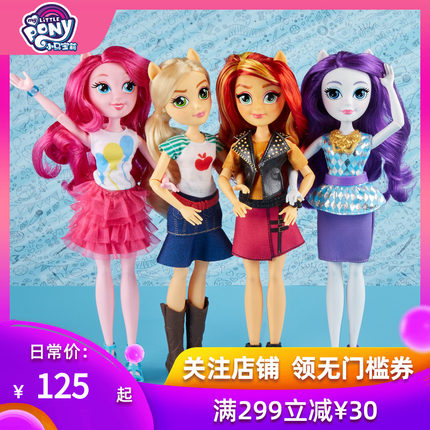 MY LITTLE
PONY
小马宝莉
日常价:
¥ 125 起
关注店铺 领无门槛券
满299立减¥30